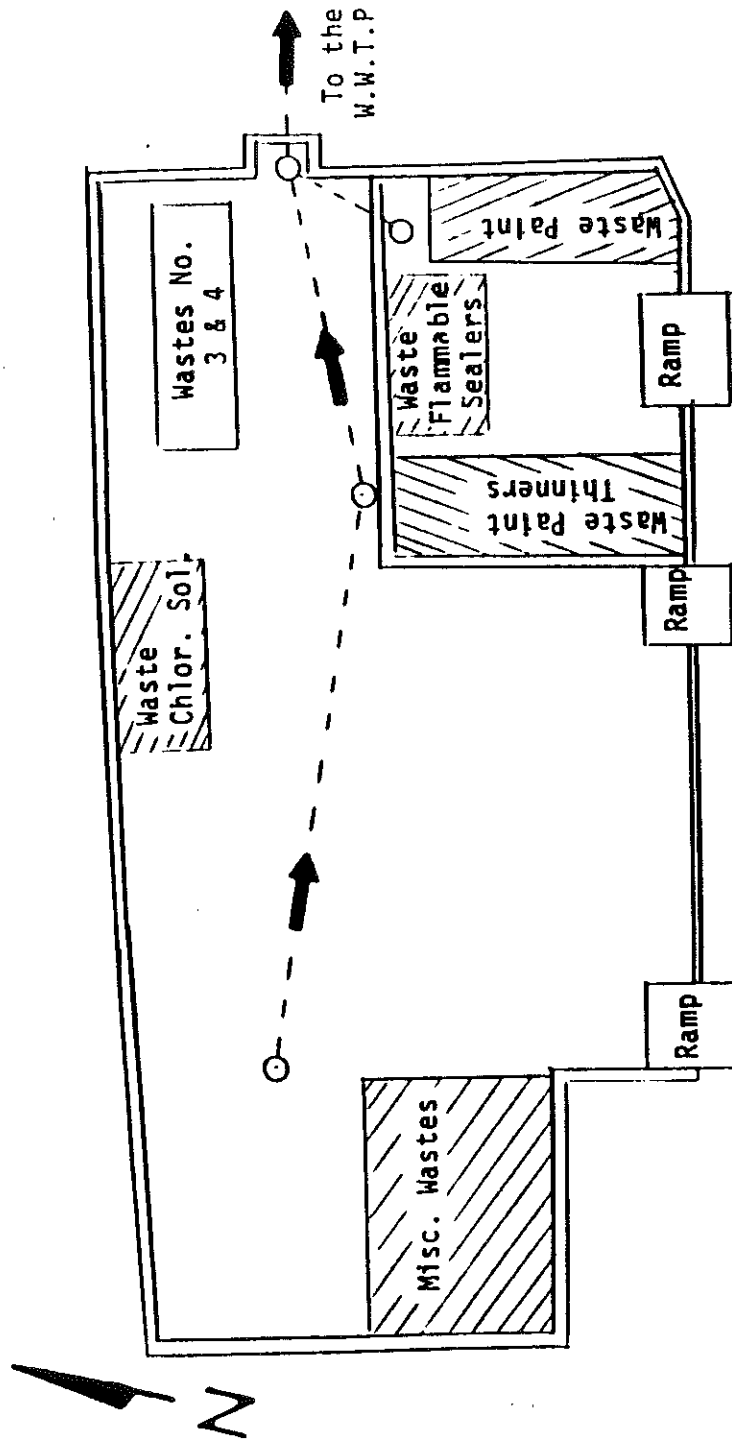 To the
W.W.T.P
Wastes No.
3 & 4
Waste
Chlor. Sol.
Waste
Flammable
Sealers
Waste Paint
Waste Paint
Thinners
Misc. Wastes
Ramp
Ramp
Ramp
N